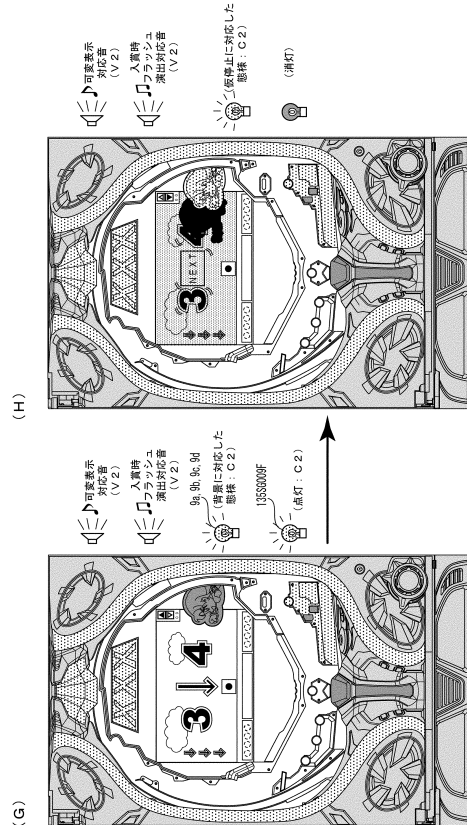 (G)
♪可変表示
対応音
(V2)
入賞時
♫フラッシュ
演出対応音
(V2)
9a, 9b, 9c, 9d
(背景に対応した
態様:C2)
135SG009F
(点灯:C2)
3
4
(H)
♪可変表示
対応音
(V2)
入賞時
♫フラッシュ
演出対応音
(V2)
(仮停止に対応した
態様:C2)
(消灯)
3
NEXT
4